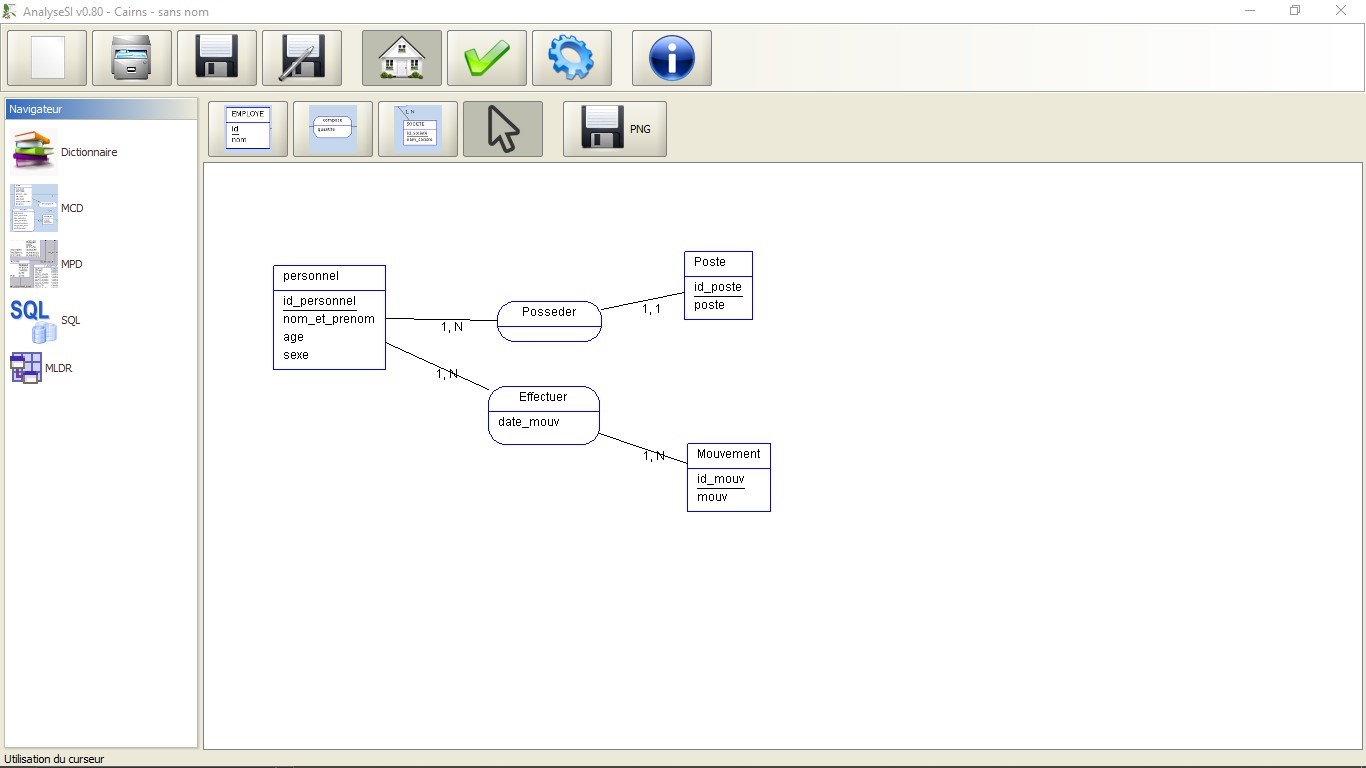 AnalyseSI v0.80 - Cairns - sans nom
Navigateur
Dictionnaire
MCD
MPD
SQL
SQL
MLDR
EMPLOYE
id
nom
compose
quantite
1, N
SOCIETE
id_societe
nom_societe
PNG
personnel
id_personnel
nom_et_prenom
age
sexe
1, N
Posseder
1, 1
Poste
id_poste
poste
1, N
Effectuer
date_mouv
1, N
Mouvement
id_mouv
mouv
Utilisation du curseur